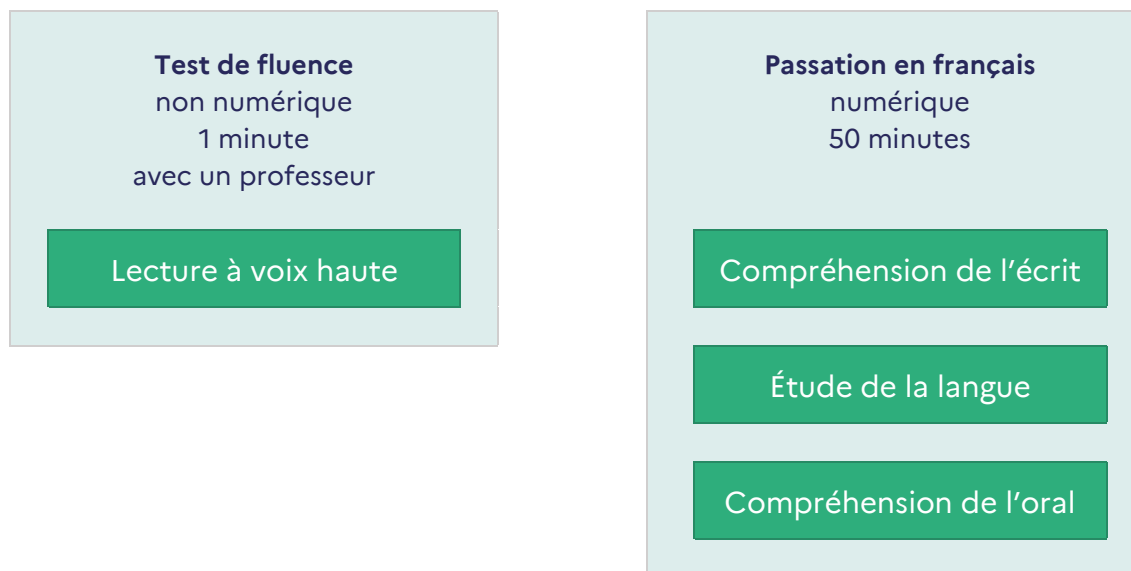 Test de fluence
non numérique
1 minute
avec un professeur
Lecture à voix haute
Passation en français
numérique
50 minutes
Compréhension de l’écrit
Étude de la langue
Compréhension de l’oral